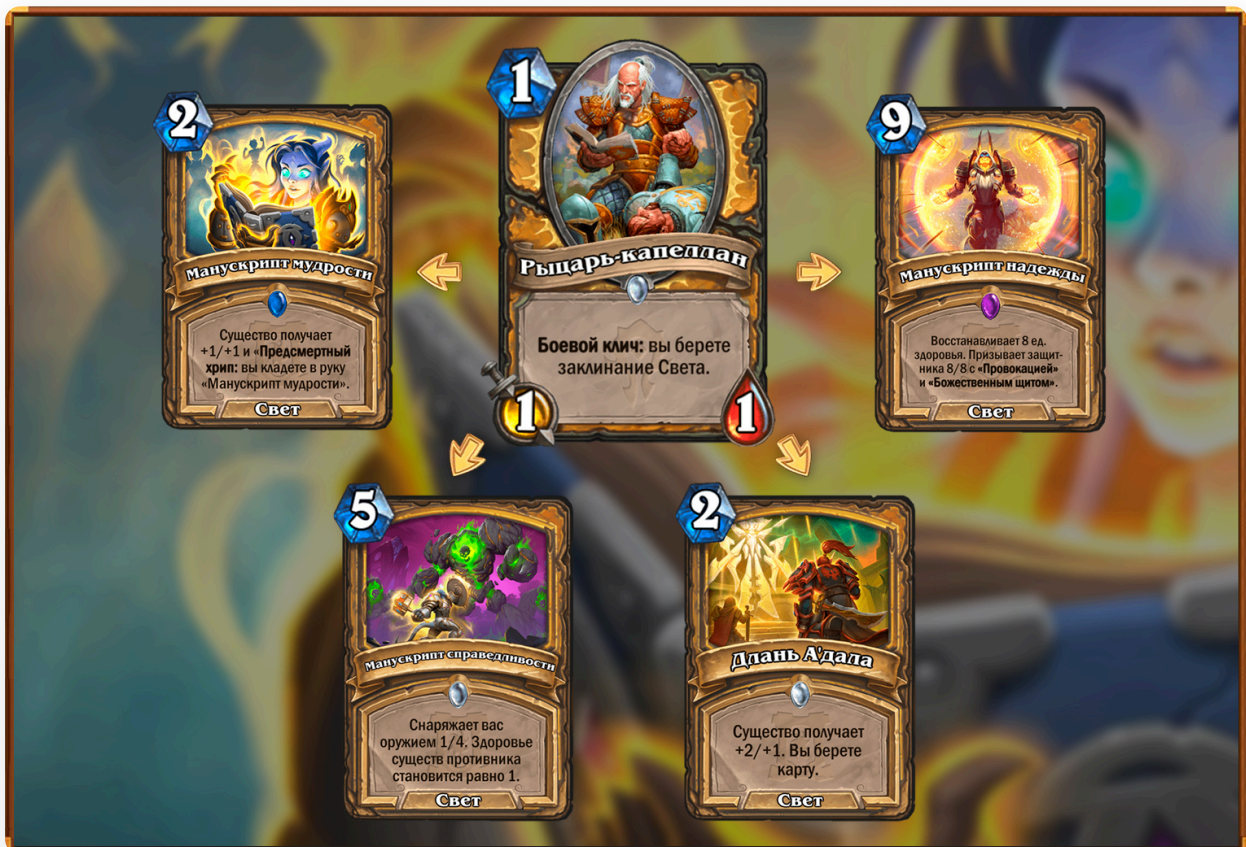 1
Рыцарь-капеллан
Боевой клич: вы берете
заклинание Света.
1
1
2
Манускрипт мудрости
Существо получает
+1/+1 и «Предсмертный
хрип: вы кладете в руку
«Манускрипт мудрости».
Свет
9
Манускрипт надежды
Восстанавливает 8 ед.
здоровья. Призывает защит-
ника 8/8 с «Провокацией»
и «Божественным щитом».
Свет
5
Манускрипт справедливости
Снаряжает вас
оружием 1/4. Здоровье
существ противника
становится равно 1.
Свет
2
Длань А'дала
Существо получает
+2/+1. Вы берете
карту.
Свет